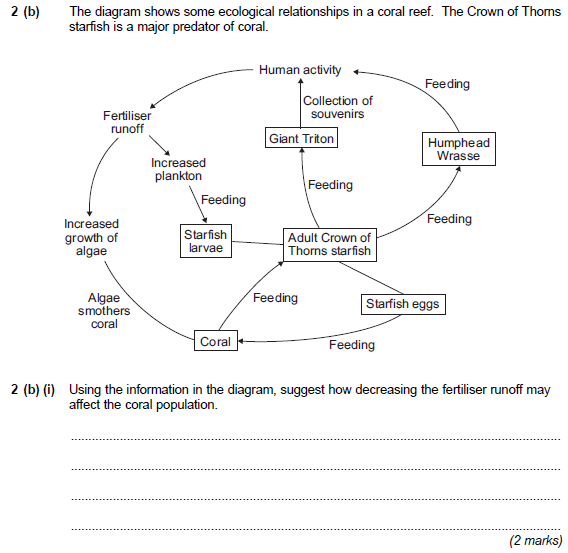 2 (b) The diagram shows some ecological relationships in a coral reef. The Crown of Thorns
starfish is a major predator of coral.
Human activity
Feeding
Collection of
souvenirs
Fertiliser
runoff
Giant Triton
Humphead
Wrasse
Increased
plankton
Feeding
Feeding
Feeding
Increased
growth of
algae
Starfish
larvae
Adult Crown of
Thorns starfish
Algae
smothers
coral
Feeding
Starfish eggs
Coral
Feeding
2 (b) (i) Using the information in the diagram, suggest how decreasing the fertiliser runoff may
affect the coral population.
(2 marks)